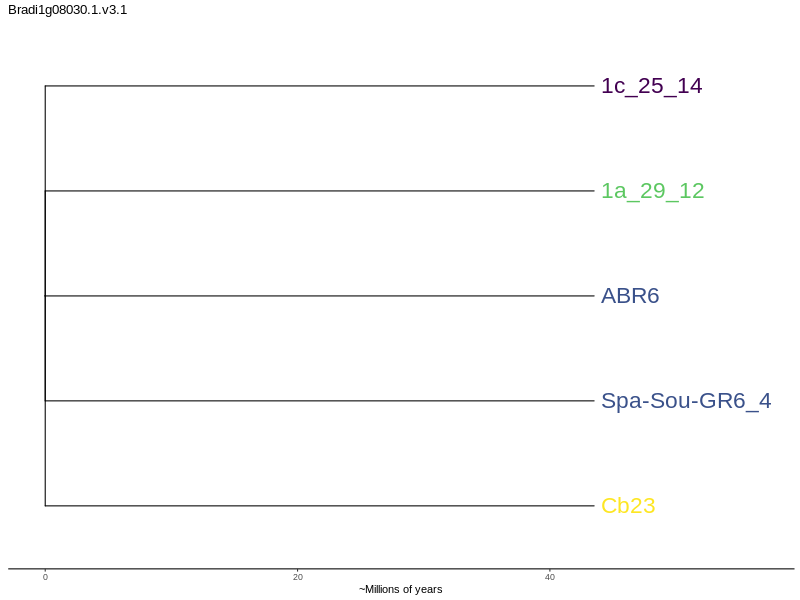 Bradi1g08030.1.v3.1
1c_25_14
1a_29_12
ABR6
Spa-Sou-GR6_4
Cb23
0 20 40
~Millions of years